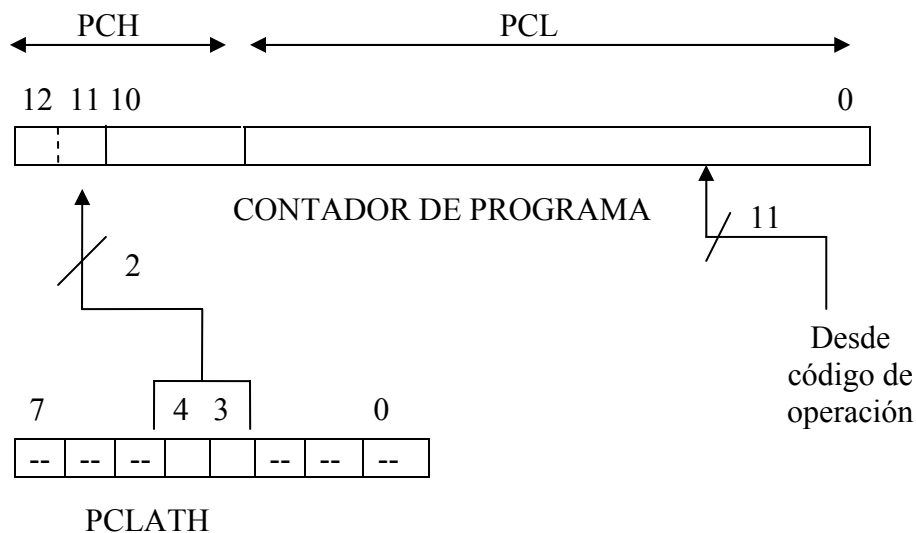 PCH PCL
12 11 10 0
CONTADOR DE PROGRAMA
11
2
Desde
código de
operación
7 4 3 0
-- -- -- -- -- --
PCLATH